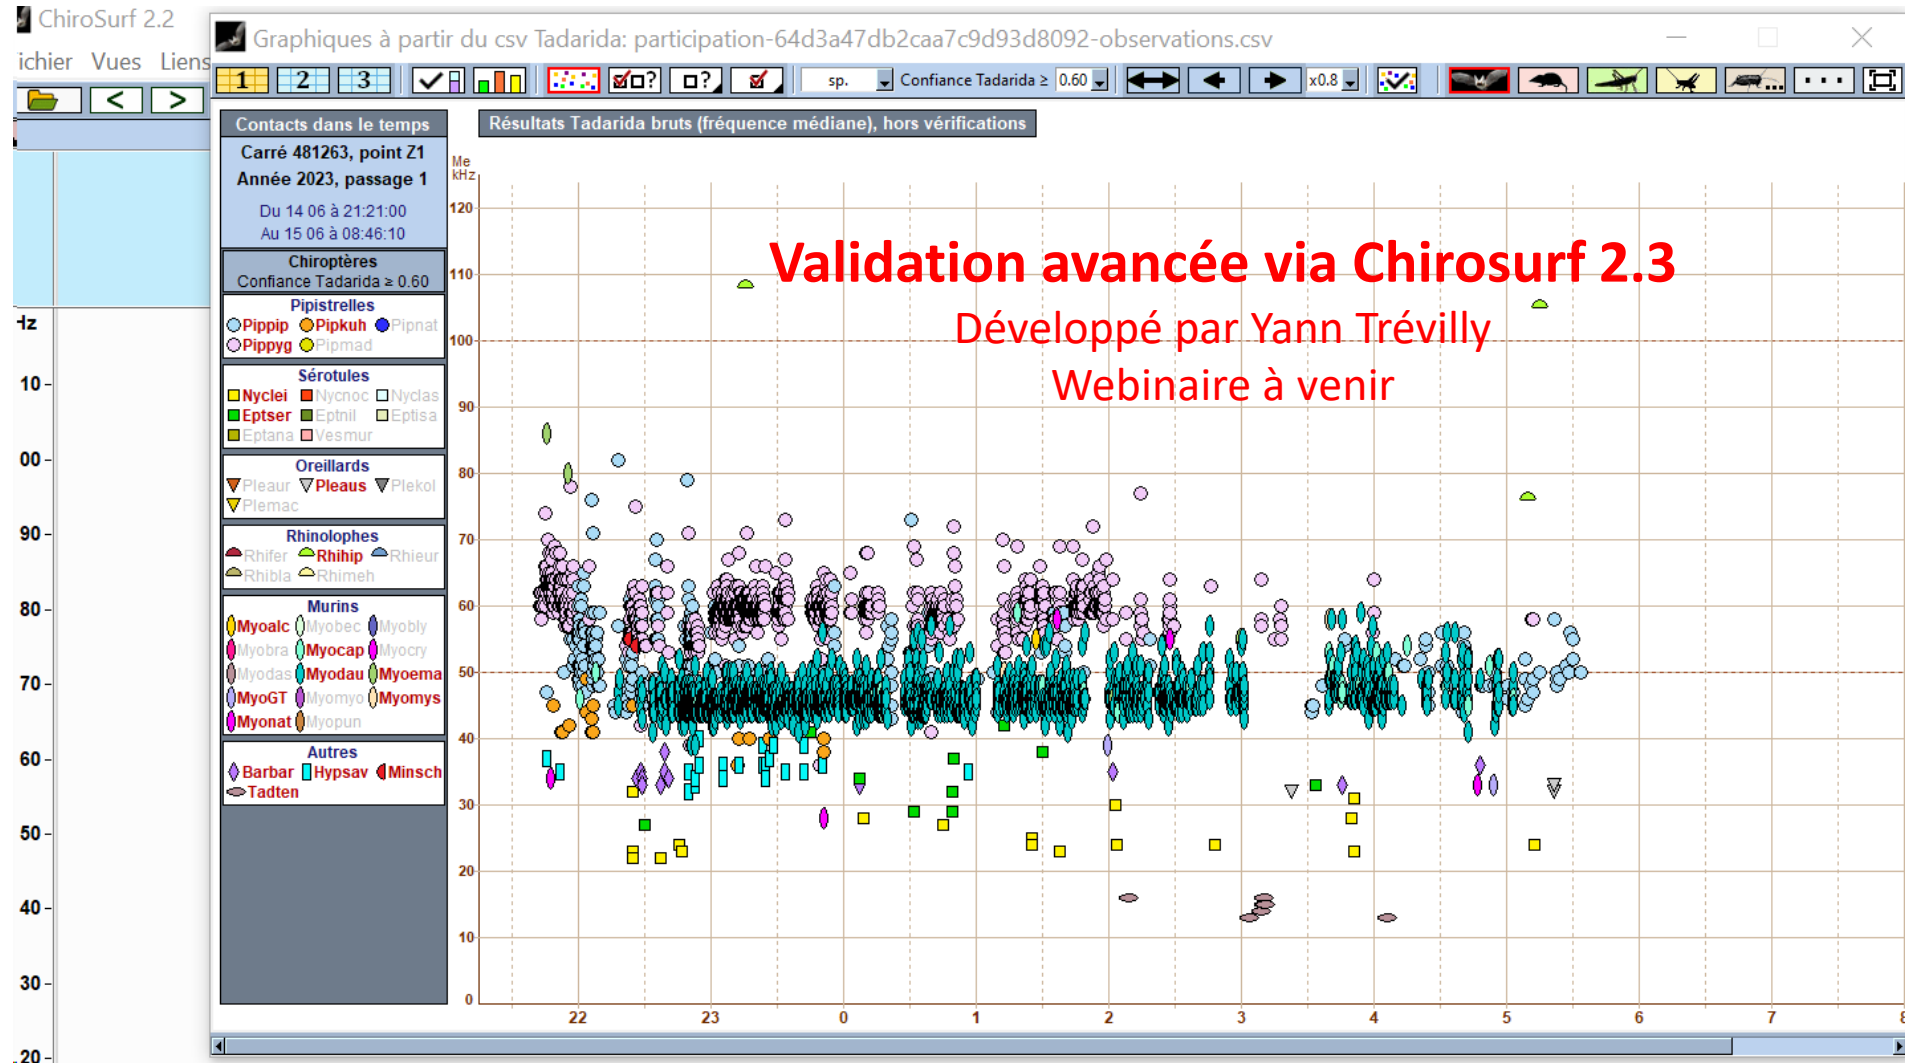 ChiroSurf 2.2
ichier Vues Liens
Graphiques à partir du csv Tadarida: participation-64d3a47db2caa7c9d93d8092-observations.csv
1 2 3 ? ? sp. Confiance Tadarida ≥ 0.60 x0.8 ...
< >
Contacts dans le temps
Carré 481263, point Z1
Année 2023, passage 1
Du 14 06 à 21:21:00
Au 15 06 à 08:46:10
Chiroptères
Confiance Tadarida ≥ 0.60
Pipistrelles
Pippip Pipkuh Pipnat
Pippyg Pipmad
Sérotules
Nyclei Nycnoc Nyclas
Eptser Eptnil Eptisa
Eptana Vesmur
Oreillards
Pleaur Pleaus Plekol
Plemac
Rhinolophes
Rhifer Rhihip Rhieur
Rhibla Rhimeh
Murins
Myoalc Myobec Myobly
Myobra Myocap Myocry
Myodas Myodau Myoema
MyoGT Myomyo Myomys
Myonat Myopun
Autres
Barbar Hypsav Minsch
Tadten
Résultats Tadarida bruts (fréquence médiane), hors vérifications
Me
kHz
120
110
100
90
80
70
60
50
40
30
20
10
0
22 23 0 1 2 3 4 5 6 7 8
Validation avancée via Chirosurf 2.3
Développé par Yann Trévilly
Webinaire à venir
Hz
10
00
90
80
70
60
50
40
30
20